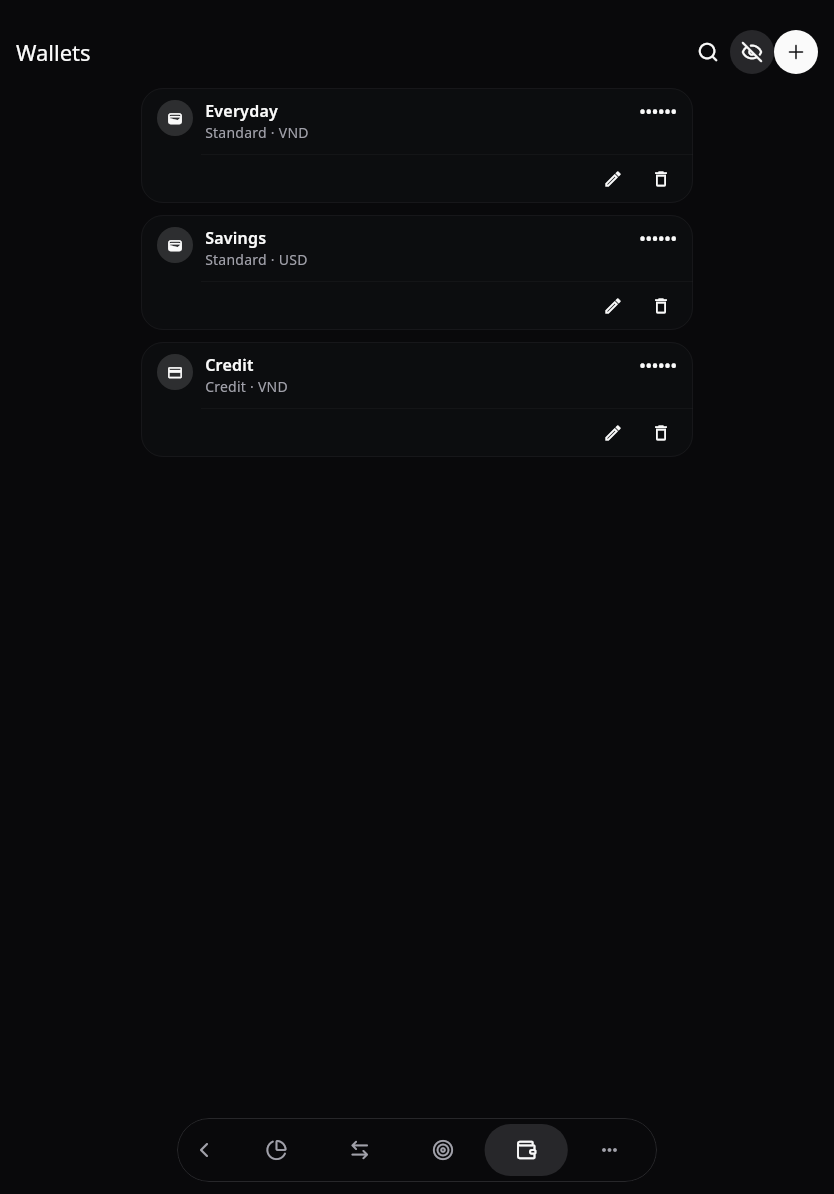 Wallets
Everyday
••••••
Standard · VND
Savings
••••••
Standard · USD
Credit
••••••
Credit · VND